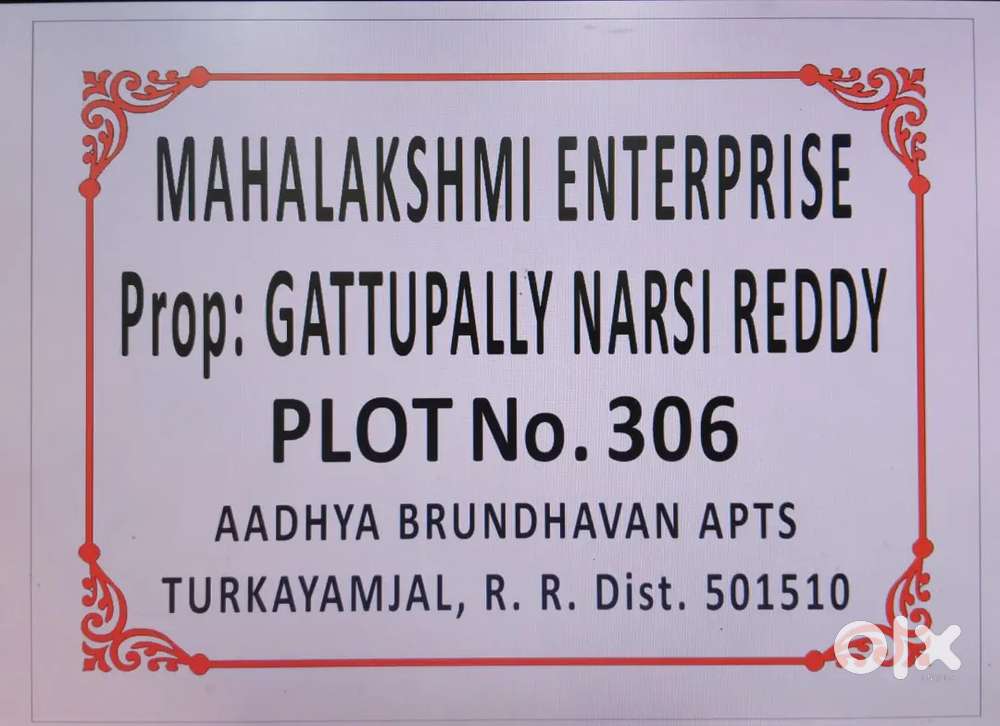 MAHALAKSHMI ENTERPRISE
Prop: GATTUPALLY NARSI REDDY
PLOT No. 306
AADHYA BRUNDHAVAN APTS
TURKAYAMJAL, R. R. Dist. 501510
olx